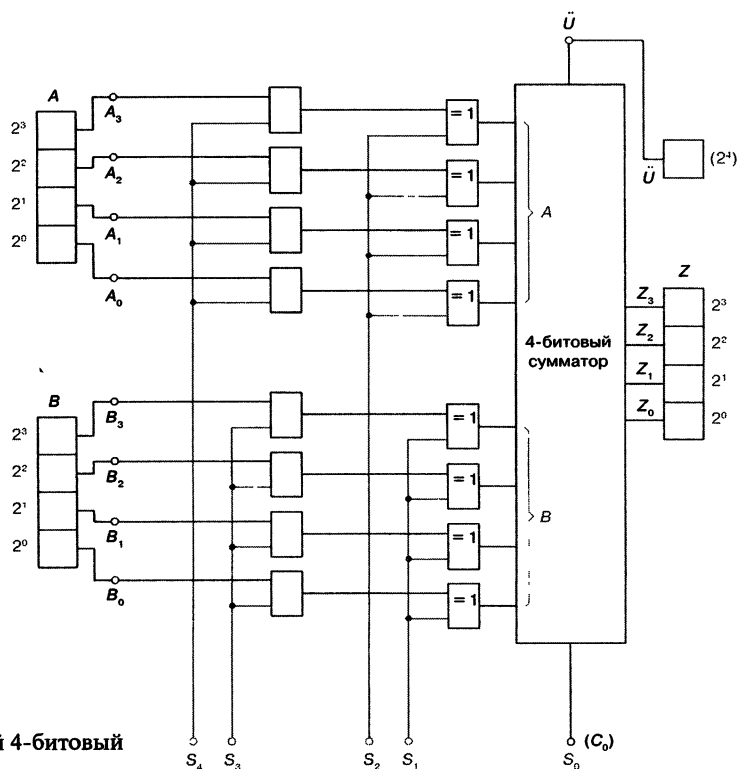 Ü
A
A₃
2³
= 1
2²
A₂
= 1
Ü
(2⁴)
2¹
A₁
A
= 1
2⁰
A₀
= 1
Z
Z₃
2³
4-битовый
сумматор
Z₂
2²
Z₁
2¹
B
B₃
Z₀
2⁰
= 1
2³
2²
B₂
= 1
2¹
B₁
B
= 1
2⁰
B₀
= 1
й 4-битовый
(C₀)
S₄
S₃
S₂
S₁
S₀